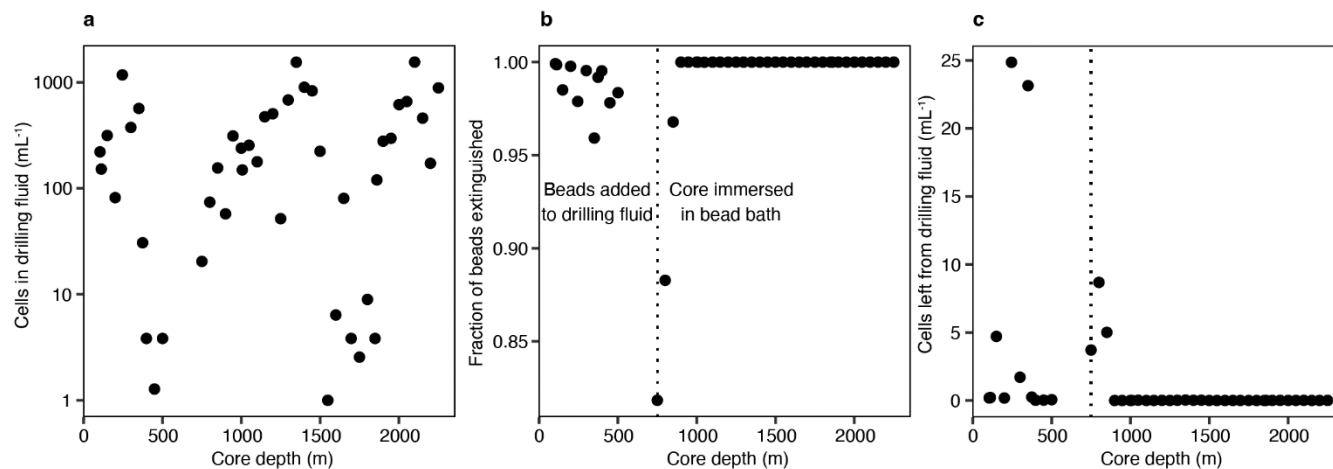 a
Cells in drilling fluid (mL⁻¹)
1000
100
10
1
0
500
1000
1500
2000
Core depth (m)
b
Fraction of beads extinguished
1.00
0.95
0.90
0.85
Beads added
to drilling fluid
Core immersed
in bead bath
0
500
1000
1500
2000
Core depth (m)
c
Cells left from drilling fluid (mL⁻¹)
25
20
15
10
5
0
0
500
1000
1500
2000
Core depth (m)